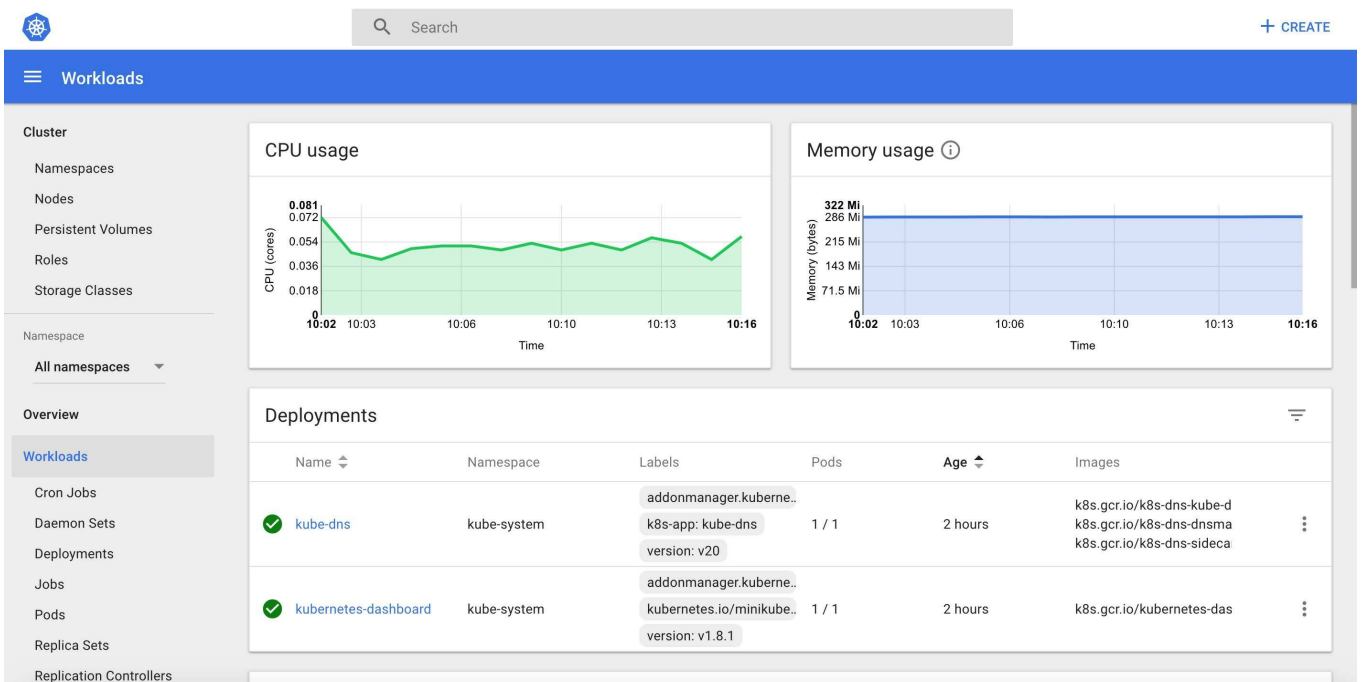 Search
+ CREATE
Workloads
Cluster
Namespaces
Nodes
Persistent Volumes
Roles
Storage Classes
Namespace
All namespaces
Overview
Workloads
Cron Jobs
Daemon Sets
Deployments
Jobs
Pods
Replica Sets
Replication Controllers
CPU usage
CPU (cores)
0.081
0.072
0.054
0.036
0.018
0
10:02 10:03 10:06 10:10 10:13 10:16
Time
Memory usage
Memory (bytes)
322 Mi
286 Mi
215 Mi
143 Mi
71.5 Mi
0
10:02 10:03 10:06 10:10 10:13 10:16
Time
Deployments
Name Namespace Labels Pods Age Images
kube-dns kube-system
addonmanager.kuberne..
k8s-app: kube-dns
version: v20
1 / 1
2 hours
k8s.gcr.io/k8s-dns-kube-d
k8s.gcr.io/k8s-dns-dnsma
k8s.gcr.io/k8s-dns-sideca
kubernetes-dashboard kube-system
addonmanager.kuberne..
kubernetes.io/minikube..
version: v1.8.1
1 / 1
2 hours
k8s.gcr.io/kubernetes-das